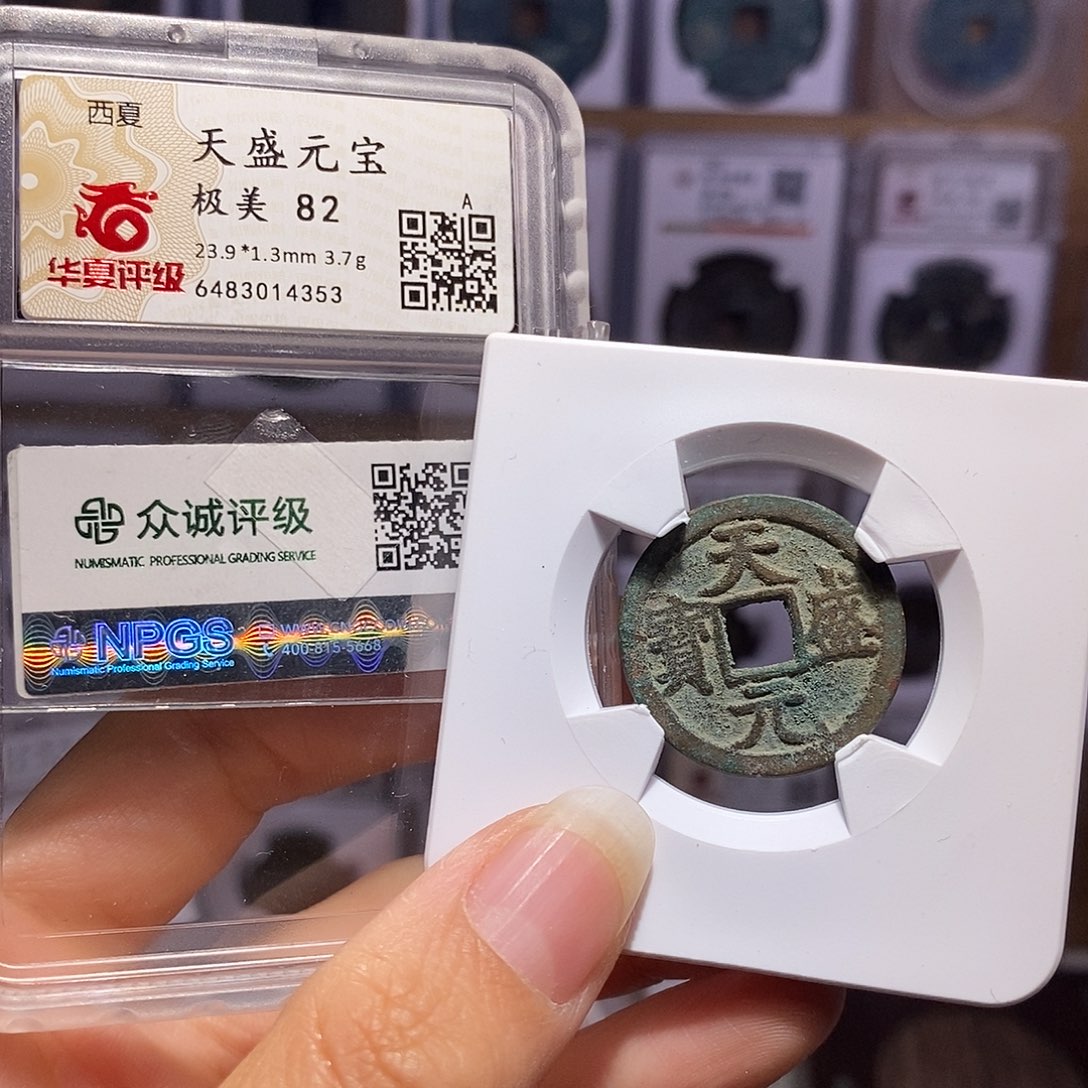 西夏
天盛元宝
极美 82
A
23.9*1.3mm 3.7g
6483014353
华夏评级
众诚评级
NUMISMATIC PROFESSIONAL GRADING SERVICE
NPGS
Numismatic Professional Grading Service
400-815-5668
天盛元寶